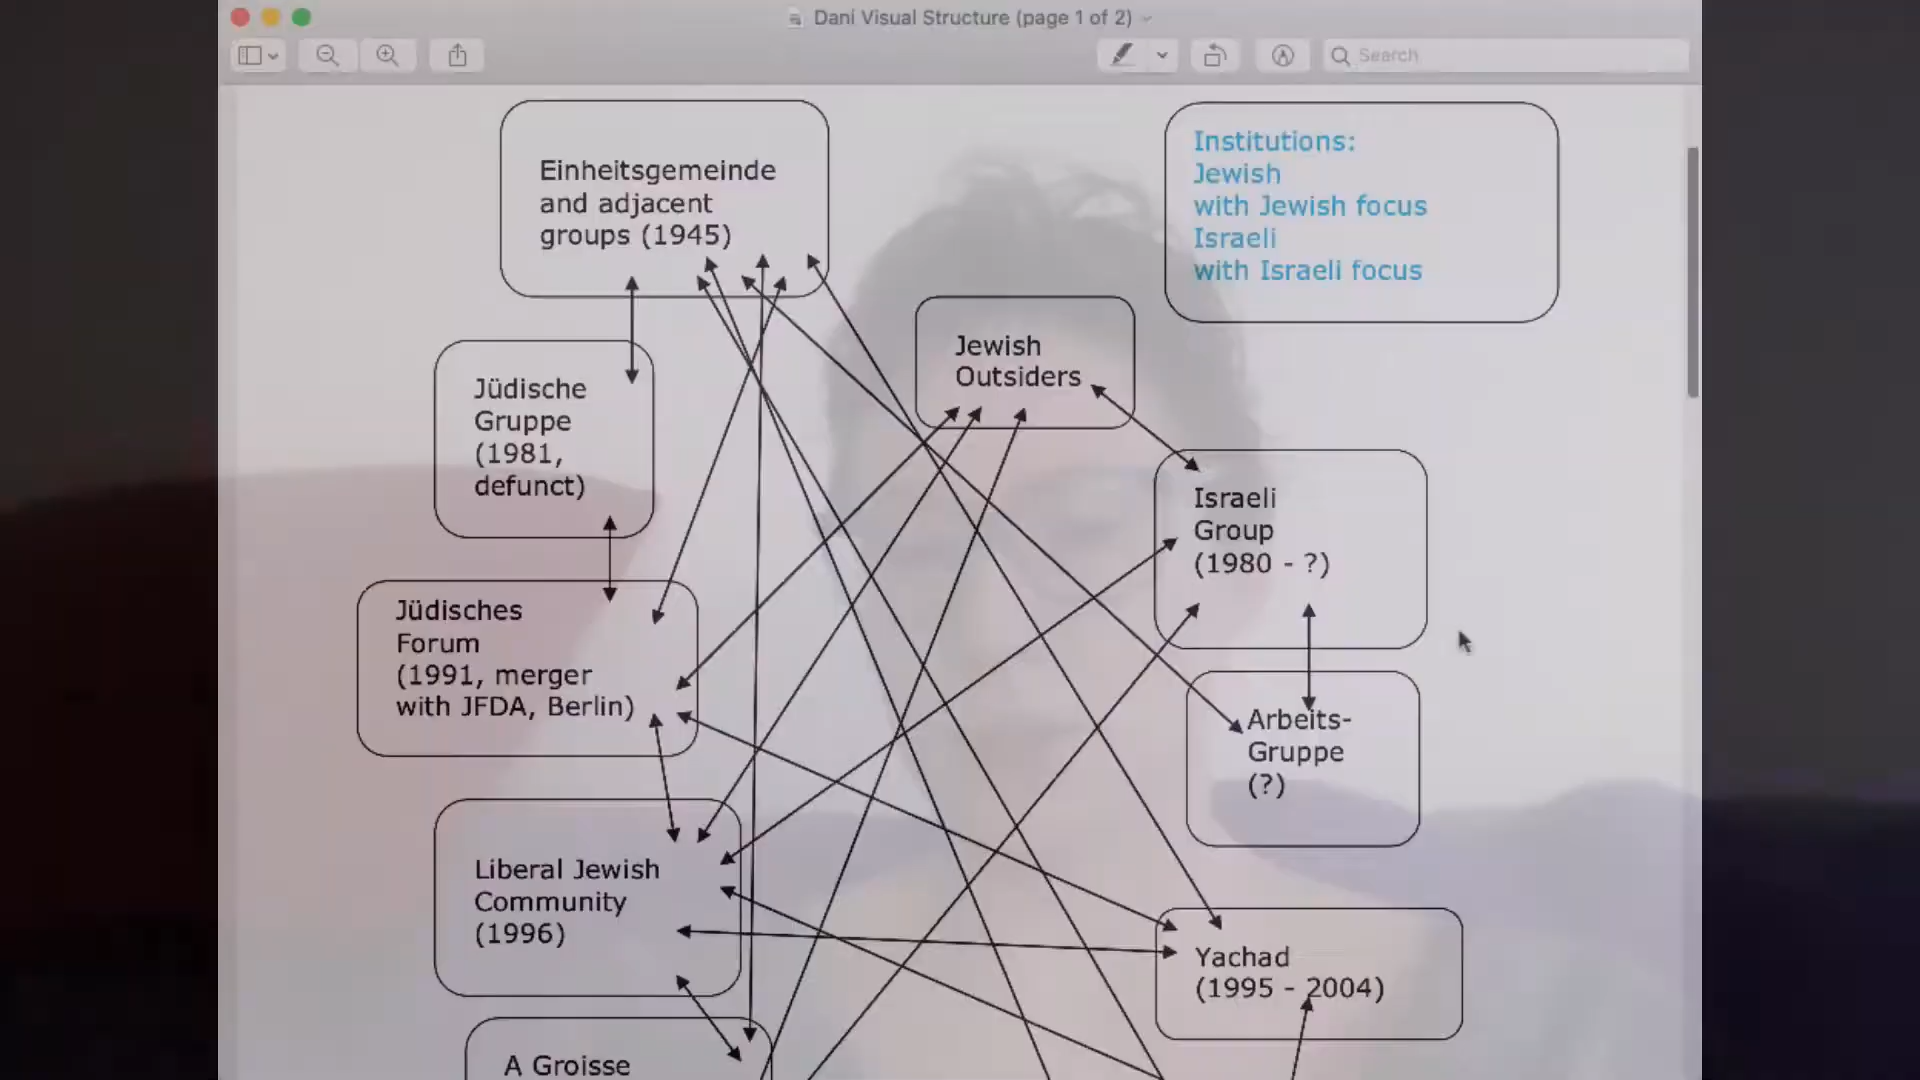 Dani Visual Structure (page 1 of 2)
Search
Einheitsgemeinde
and adjacent
groups (1945)
Institutions:
Jewish
with Jewish focus
Israeli
with Israeli focus
Jewish
Outsiders
Jüdische
Gruppe
(1981,
defunct)
Israeli
Group
(1980 - ?)
Jüdisches
Forum
(1991, merger
with JFDA, Berlin)
Arbeits-
Gruppe
(?)
Liberal Jewish
Community
(1996)
Yachad
(1995 - 2004)
A Groisse